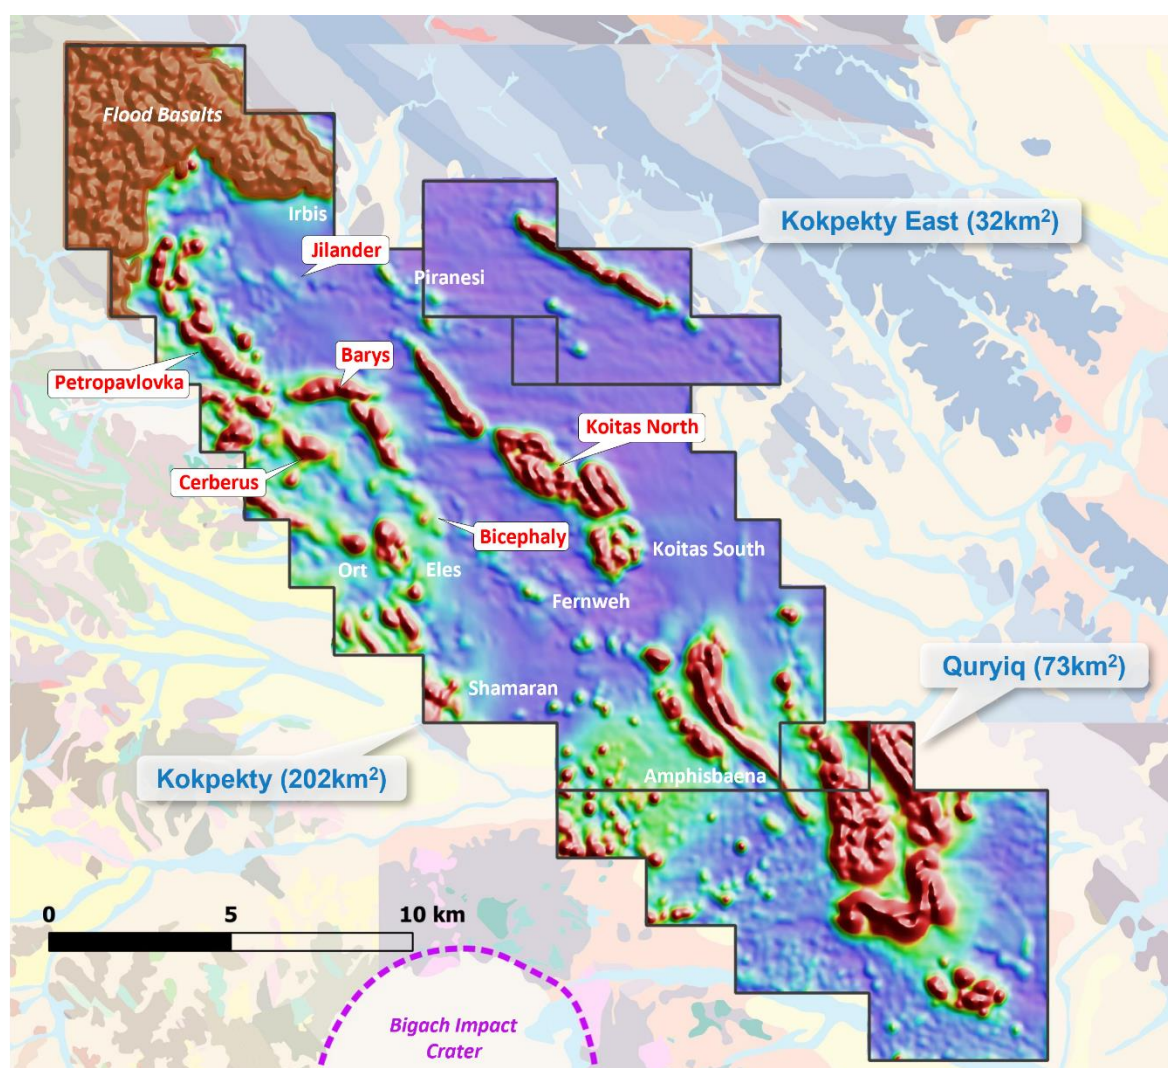 Flood Basalts
Irbis
Kokpekty East (32km²)
Jilander
Piranesi
Barys
Petropavlovka
Koitas North
Cerberus
Bicephaly
Koitas South
Ort
Eles
Fernweh
Quryiq (73km²)
Shamaran
Kokpekty (202km²)
Amphisbaena
0 5 10 km
Bigach Impact
Crater